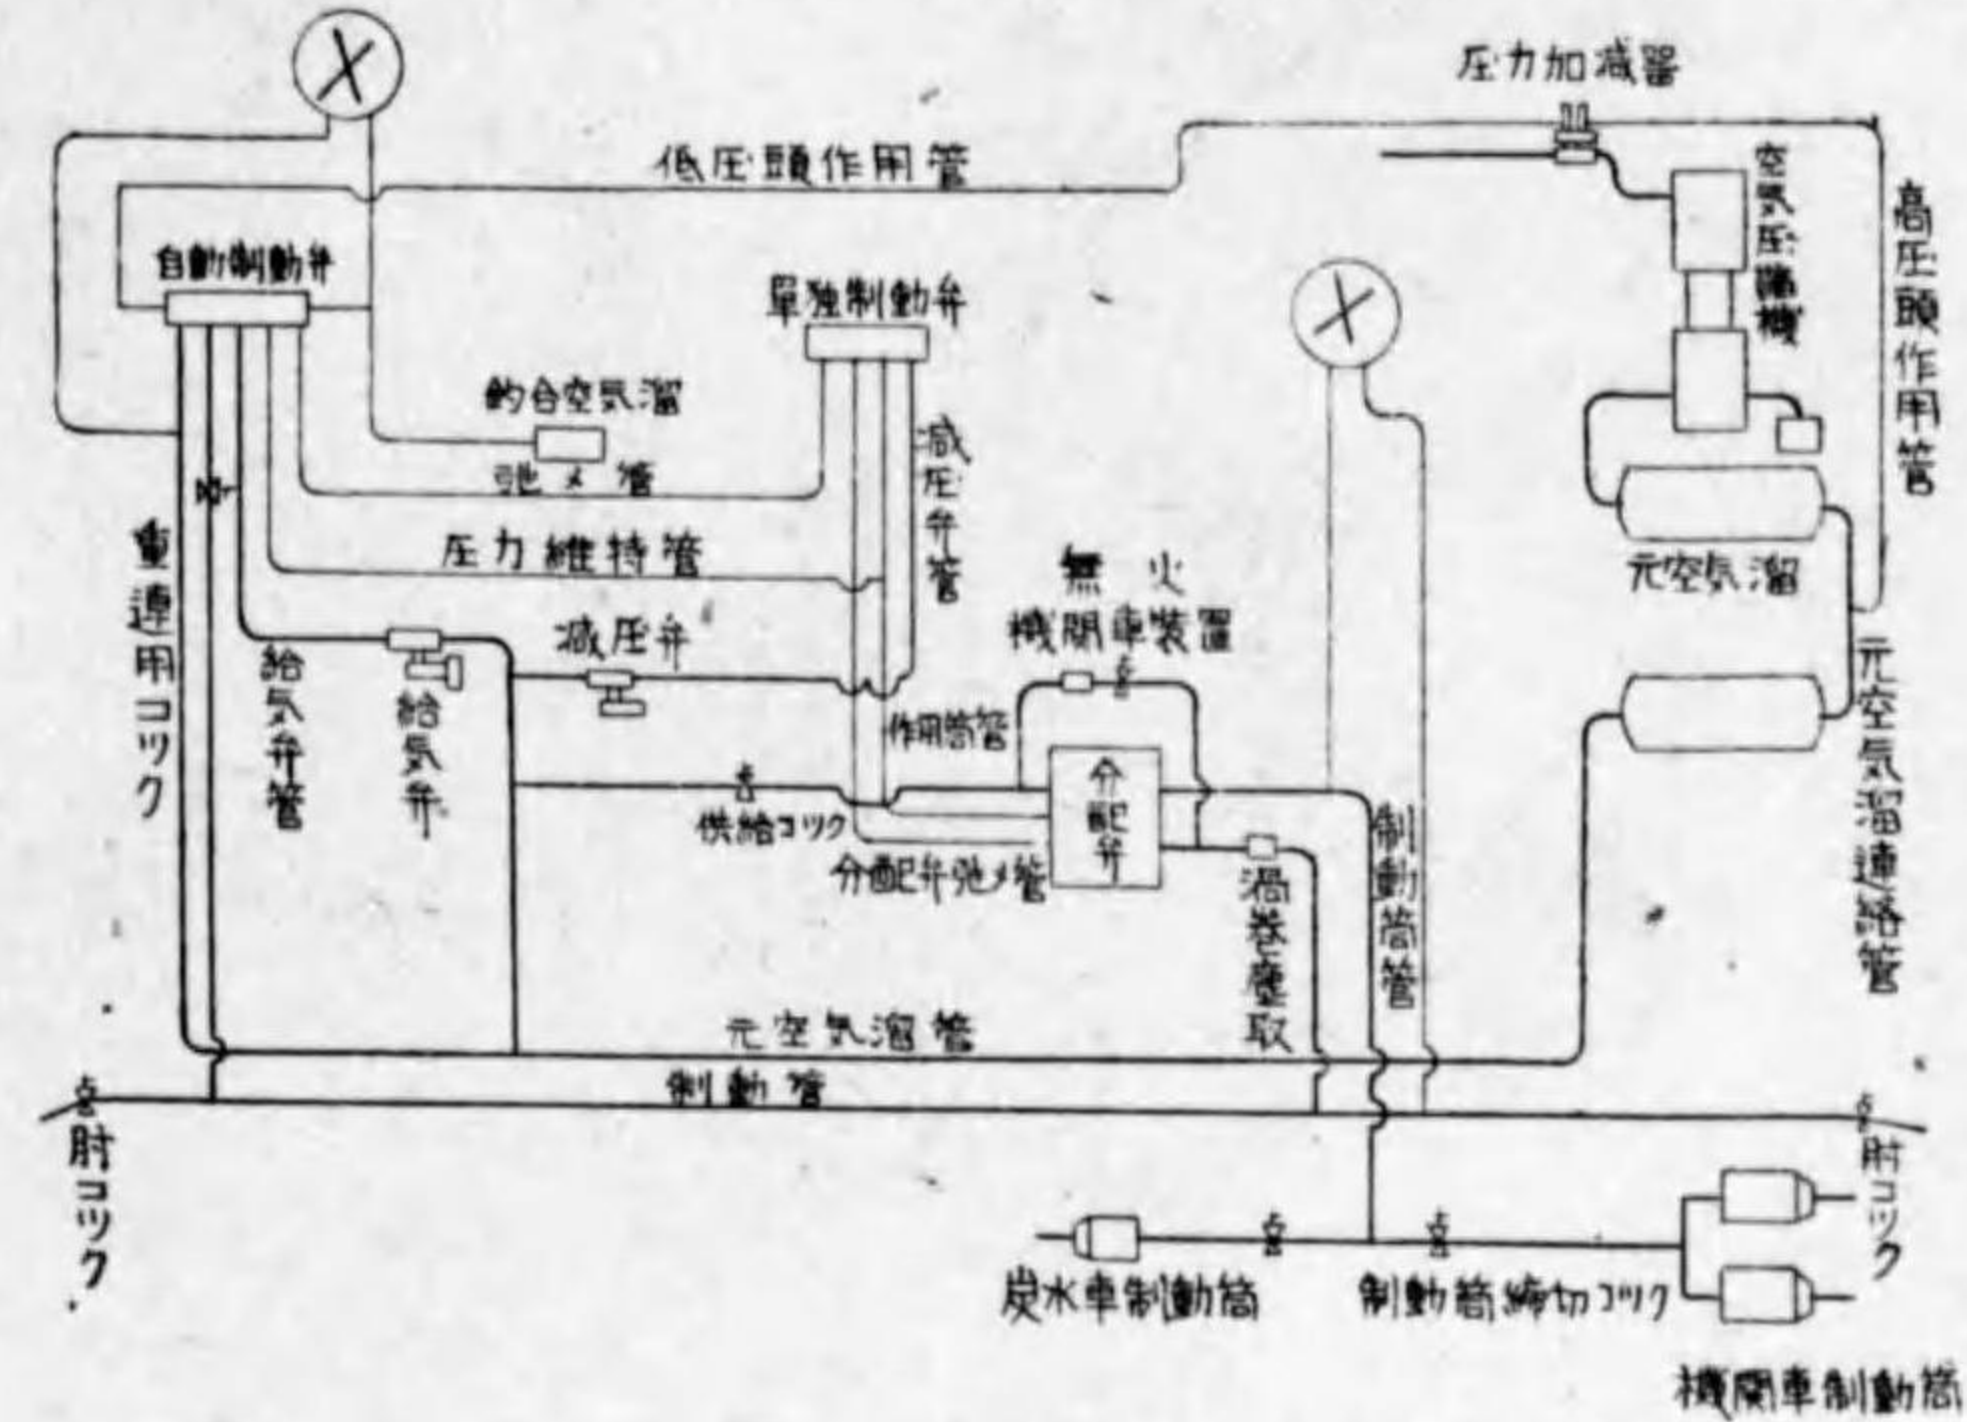 圧力加減器
低圧頭作用管
空気圧縮機
高圧頭作用管
自動制動弁
単独制動弁
釣合空気溜
弛メ管
減圧弁管
圧力維持管
重連用コツク
元空気溜
無火
機関車装置
減圧弁
給気弁管
給気弁
作用筒管
分配弁
元空気溜連絡管
供給コツク
分配弁弛メ管
渦巻塵取
制動筒管
元空気溜管
制動管
肘コツク
肘コツク
炭水車制動筒
制動筒締切コツク
機関車制動筒